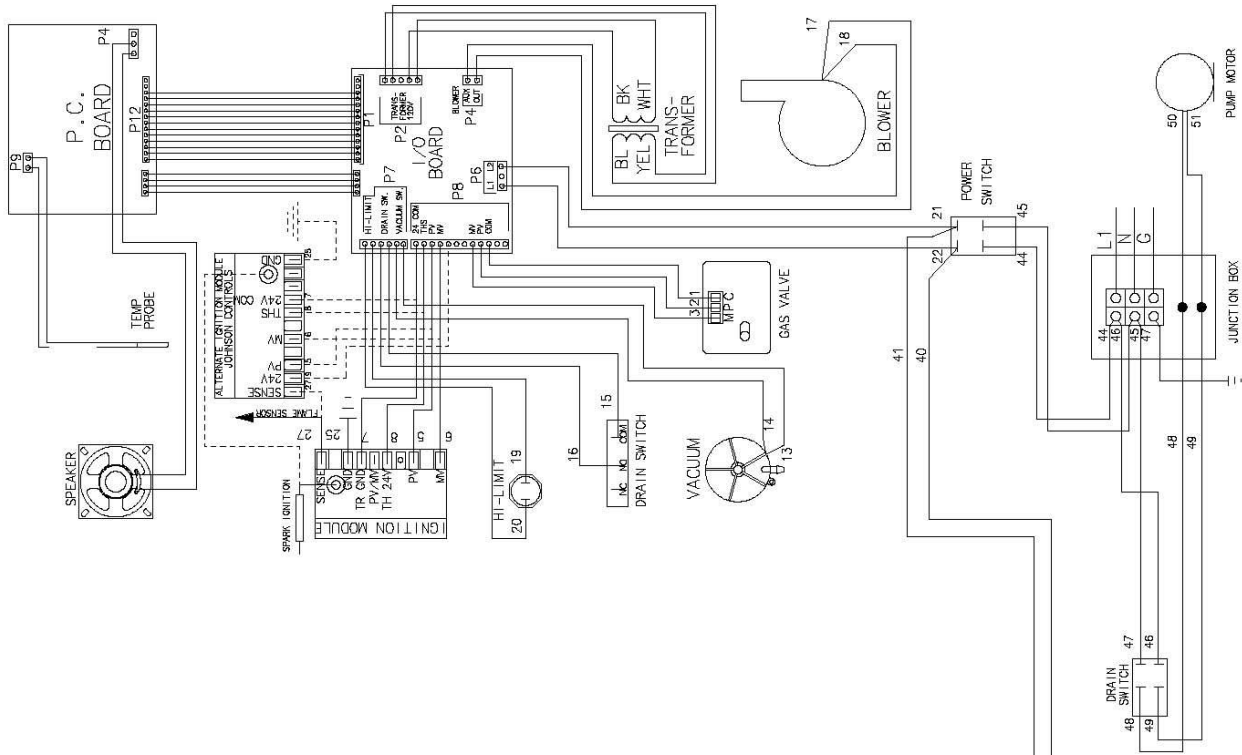 P.C.
BOARD
P4
P9
P12
TEMP
PROBE
SPEAKER
P1
TRANS-
FORMER
120V
P2
BLOWER
AUX
OUT
P4
I/O
BOARD
P7
HI-LIMIT
DRAIN SW.
VACUUM SW.
P8
24 COM
THS
PV
MV
MV
PV
COM
P6
L1
L2
BL
BK
YEL
WHT
TRANS-
FORMER
17
18
BLOWER
ALTERNATE IGNITION MODULE
JOHNSON CONTROLS
GND
24V COM
THS
MV
PV
24V
SENSE
FLAME SENSOR
27
25
7
8
5
6
SPARK IGNITION
SENSE
GND
TR GND
PV/MV
TH 24V
PV
MV
IGNITION MODULE
HI-LIMIT
19
20
15
16
COM
NO
NC
DRAIN SWITCH
VACUUM
14
13
321
MPC
GAS VALVE
POWER
SWITCH
21
22
45
44
41
40
L1
N
G
44
46
45
47
JUNCTION BOX
50
51
PUMP MOTOR
48
49
47
46
DRAIN
SWITCH
48
49